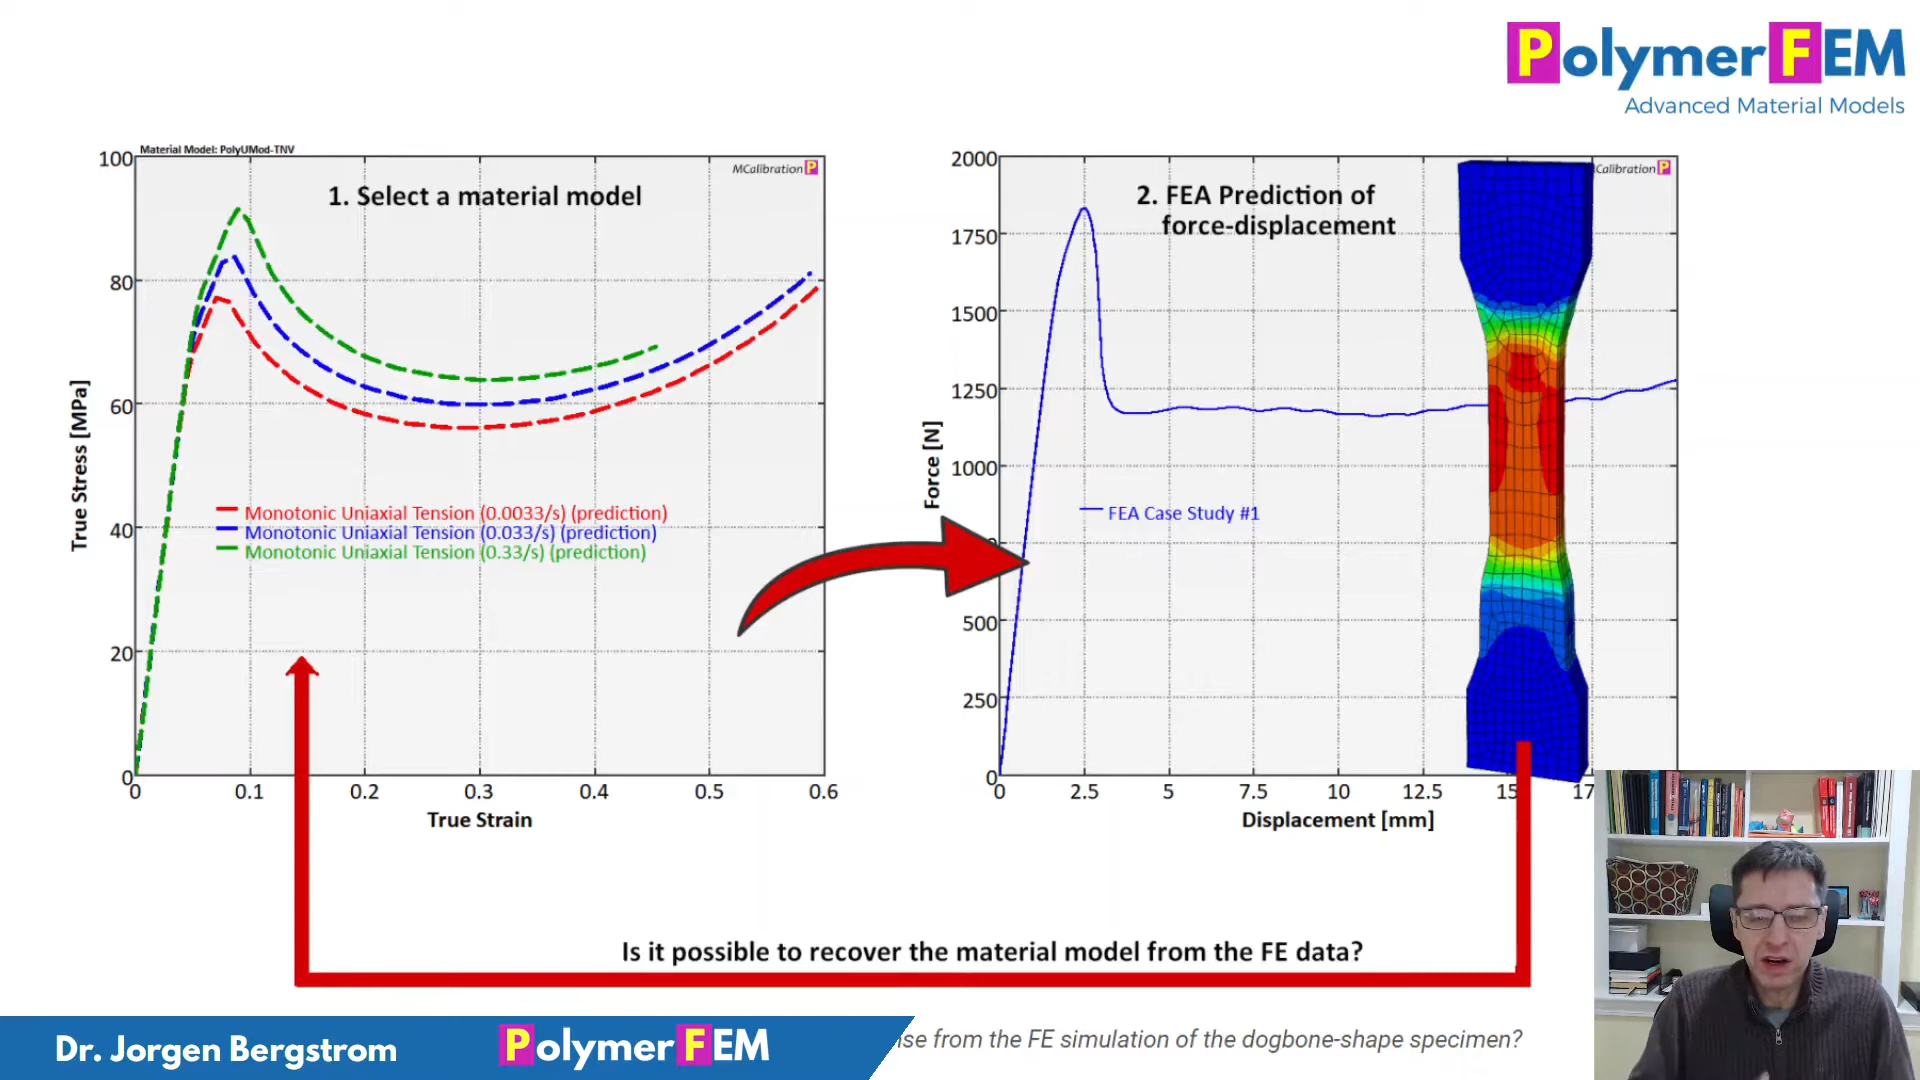 PolymerFEM
Advanced Material Models
Material Model: PolyUMod-TNV
MCalibration P
1. Select a material model
100
80
60
40
20
0
True Stress [MPa]
Monotonic Uniaxial Tension (0.0033/s) (prediction)
Monotonic Uniaxial Tension (0.033/s) (prediction)
Monotonic Uniaxial Tension (0.33/s) (prediction)
0 0.1 0.2 0.3 0.4 0.5 0.6
True Strain
Calibration P
2. FEA Prediction of
force-displacement
2000
1750
1500
1250
1000
500
250
0
Force [N]
FEA Case Study #1
0 2.5 5 7.5 10 12.5 15 17
Displacement [mm]
Is it possible to recover the material model from the FE data?
from the FE simulation of the dogbone-shape specimen?
Dr. Jorgen Bergstrom
PolymerFEM